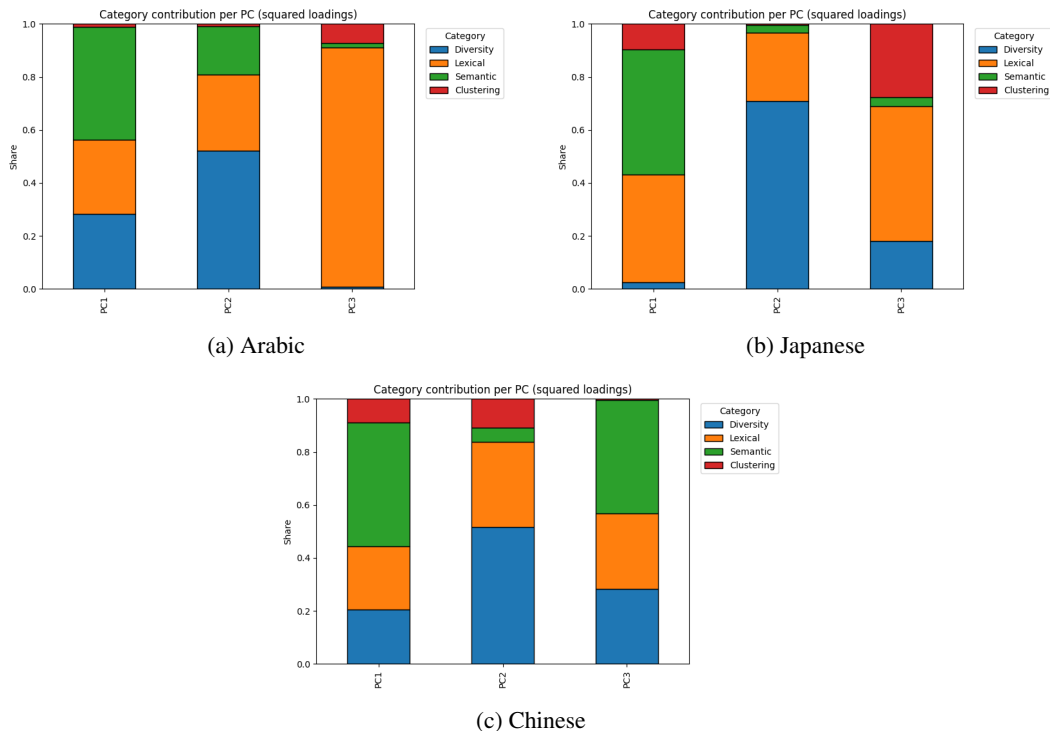 Category contribution per PC (squared loadings)
Share
1.0
0.8
0.6
0.4
0.2
0.0
PC1
PC2
PC3
Category
Diversity
Lexical
Semantic
Clustering
(a) Arabic
Category contribution per PC (squared loadings)
Share
1.0
0.8
0.6
0.4
0.2
0.0
PC1
PC2
PC3
Category
Diversity
Lexical
Semantic
Clustering
(b) Japanese
Category contribution per PC (squared loadings)
Share
1.0
0.8
0.6
0.4
0.2
0.0
PC1
PC2
PC3
Category
Diversity
Lexical
Semantic
Clustering
(c) Chinese